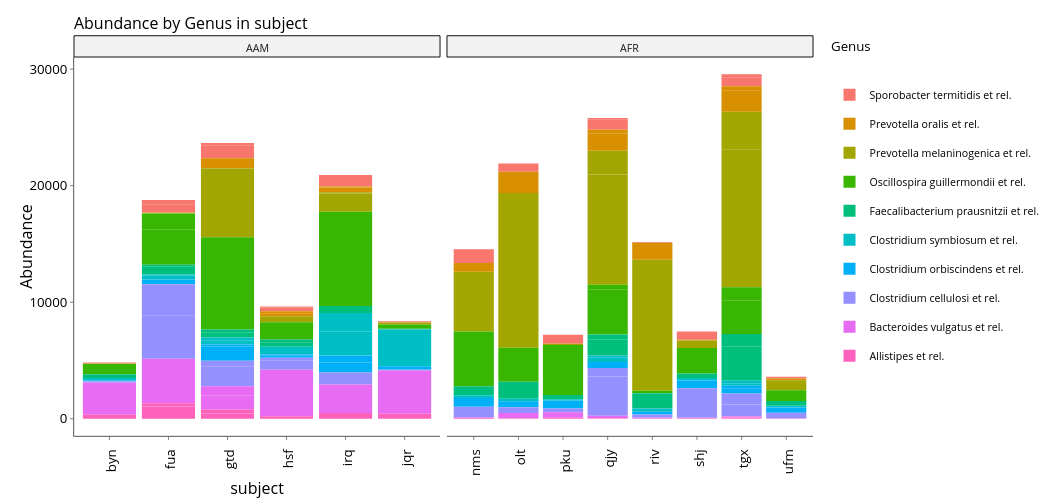 Abundance by Genus in subject
AAM
AFR
Genus
30000
20000
10000
0
Abundance
Sporobacter termitidis et rel.
Prevotella oralis et rel.
Prevotella melaninogenica et rel.
Oscillospira guillermondii et rel.
Faecalibacterium prausnitzii et rel.
Clostridium symbiosum et rel.
Clostridium orbiscindens et rel.
Clostridium cellulosi et rel.
Bacteroides vulgatus et rel.
Allistipes et rel.
byn
fua
gtd
hsf
irq
jqr
nms
olt
pku
qjy
riv
shj
tgx
ufm
subject